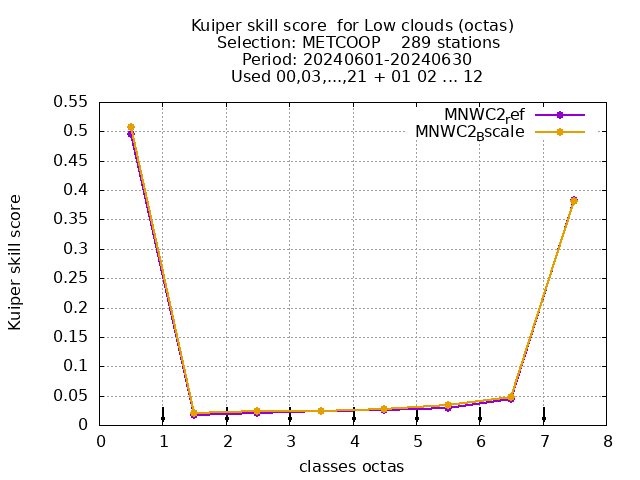 Kuiper skill score  for Low clouds (octas)
Selection: METCOOP    289 stations
Period: 20240601-20240630
Used 00,03,...,21 + 01 02 ... 12
MNWC2ref
MNWC2Bscale
Kuiper skill score
0.55
0.5
0.45
0.4
0.35
0.3
0.25
0.2
0.15
0.1
0.05
0
0 1 2 3 4 5 6 7 8
classes octas